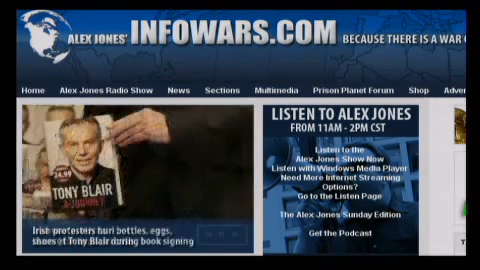 ALEX JONES' INFOWARS.COM BECAUSE THERE IS A WAR
Home Alex Jones Radio Show News Sections Multimedia Prison Planet Forum Shop Adver
24.99
TONY BLAIR
A JOURNEY
Irish protesters hurl bottles, eggs,
shoes at Tony Blair during book signing
LISTEN TO ALEX JONES
FROM 11AM - 2PM CST
Listen to the
Alex Jones Show Now
Listen with Windows Media Player
Need More Internet Streaming
Options?
Go to the Listen Page
The Alex Jones Sunday Edition
Get the Podcast